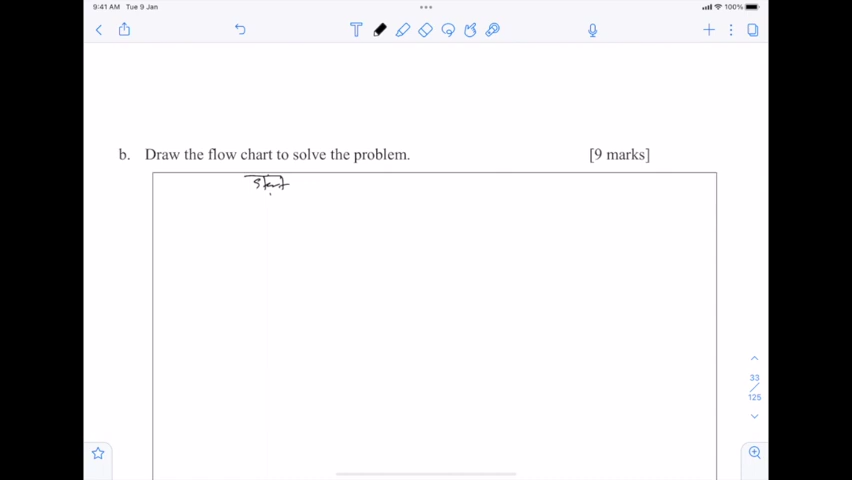 9:41 AM Tue 9 Jan
100%
b. Draw the flow chart to solve the problem. [9 marks]
Start
33
125